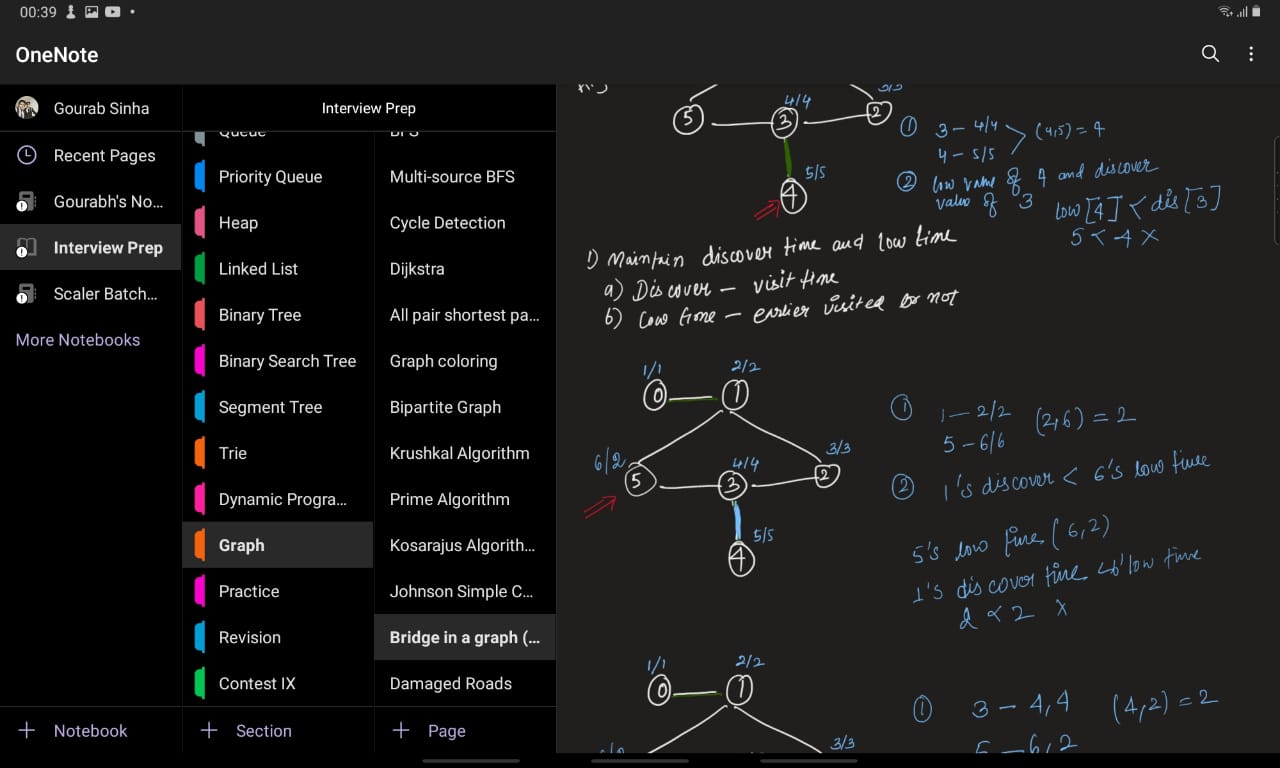 00:39
OneNote
Gourab Sinha
Recent Pages
Gourabh's No...
Interview Prep
Scaler Batch...
More Notebooks
Notebook
Interview Prep
Queue
Priority Queue
Heap
Linked List
Binary Tree
Binary Search Tree
Segment Tree
Trie
Dynamic Progra...
Graph
Practice
Revision
Contest IX
Section
BFS
Multi-source BFS
Cycle Detection
Dijkstra
All pair shortest pa...
Graph coloring
Bipartite Graph
Krushkal Algorithm
Prime Algorithm
Kosarajus Algorith...
Johnson Simple C...
Bridge in a graph (...
Damaged Roads
Page
3/3
4/4
5 3 2
5/5
4
① 3 - 4/4
4 - 5/5
(4,5) = 4
② low value of 4 and discover
value of 3
low [4] < dis [3]
5 < 4 X
1) Maintain discover time and low time
a) Discover - visit time
b) Low time - earlier visited or not
1/1 2/2
0 1
6/2 4/4 3/3
5 3 2
5/5
4
① 1 - 2/2
5 - 6/6
(2,6) = 2
② 1's discover < 6's low time
5's low time (6,2)
1's discover time < 6' low time
2 < 2 X
1/1 2/2
0 1
3/3
① 3 - 4,4 (4,2) = 2
5 - 6,2